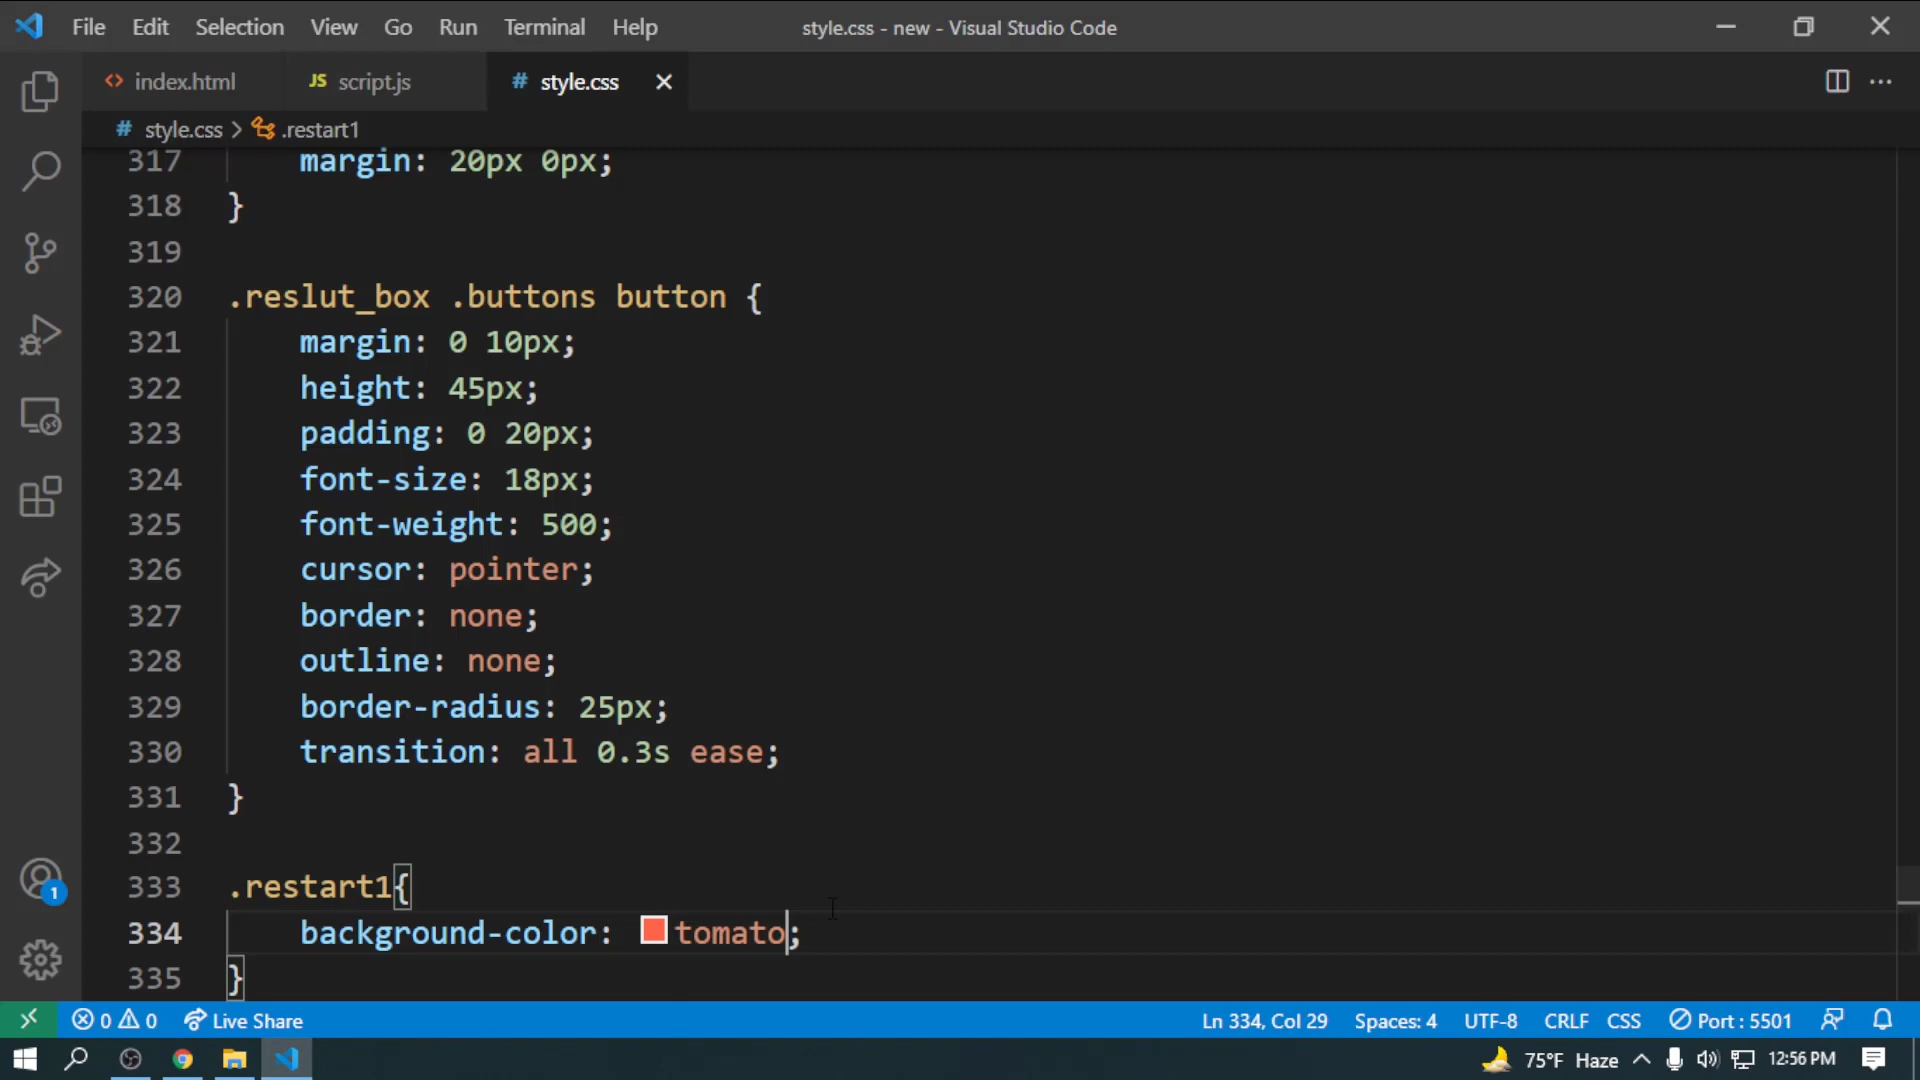 File Edit Selection View Go Run Terminal Help style.css - new - Visual Studio Code
<> index.html JS script.js # style.css
# style.css > .restart1
317 margin: 20px 0px;
318 }
319
320 .reslut_box .buttons button {
321 margin: 0 10px;
322 height: 45px;
323 padding: 0 20px;
324 font-size: 18px;
325 font-weight: 500;
326 cursor: pointer;
327 border: none;
328 outline: none;
329 border-radius: 25px;
330 transition: all 0.3s ease;
331 }
332
333 .restart1{
334 background-color: tomato;
335 }
1
0 0 Live Share Ln 334, Col 29 Spaces: 4 UTF-8 CRLF CSS Port : 5501
75°F Haze 12:56 PM